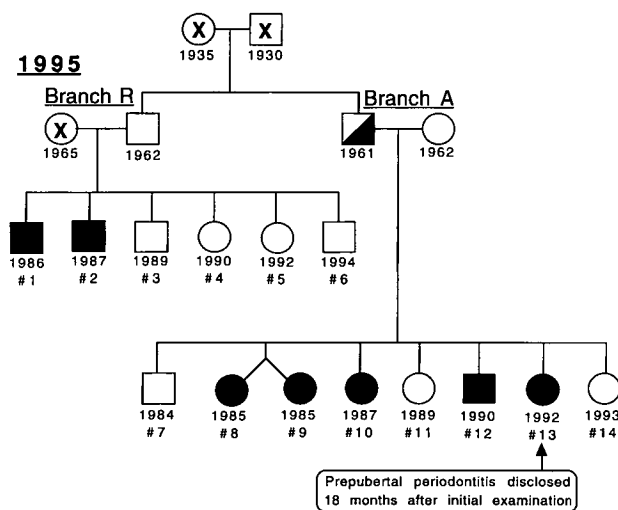 1995
X X
1935 1930
Branch R Branch A
X
1965 1962 1961 1962
1986 1987 1989 1990 1992 1994
#1 #2 #3 #4 #5 #6
1984 1985 1985 1987 1989 1990 1992 1993
#7 #8 #9 #10 #11 #12 #13 #14
Prepubertal periodontitis disclosed
18 months after initial examination